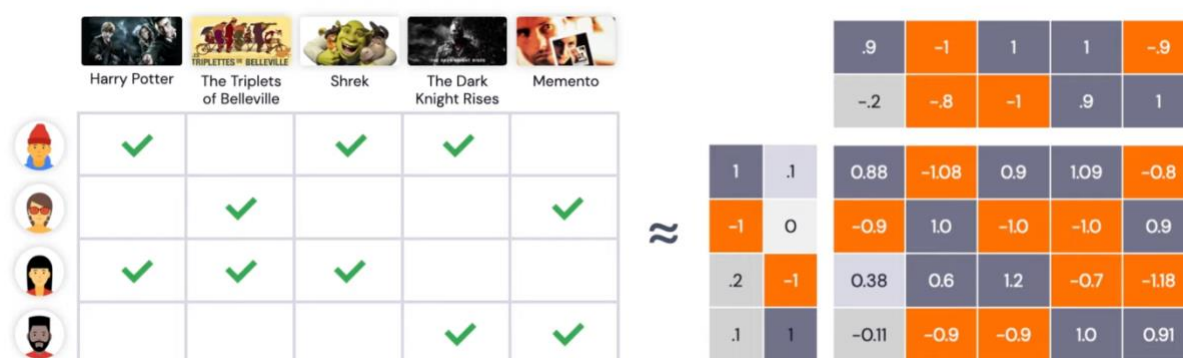 TRIPLETTES DE BELLEVILLE
Harry Potter
The Triplets
of Belleville
Shrek
The Dark
Knight Rises
Memento
≈
.9 -1 1 1 -.9
-.2 -.8 -1 .9 1
1 .1
-1 0
.2 -1
.1 1
0.88 -1.08 0.9 1.09 -0.8
-0.9 1.0 -1.0 -1.0 0.9
0.38 0.6 1.2 -0.7 -1.18
-0.11 -0.9 -0.9 1.0 0.91